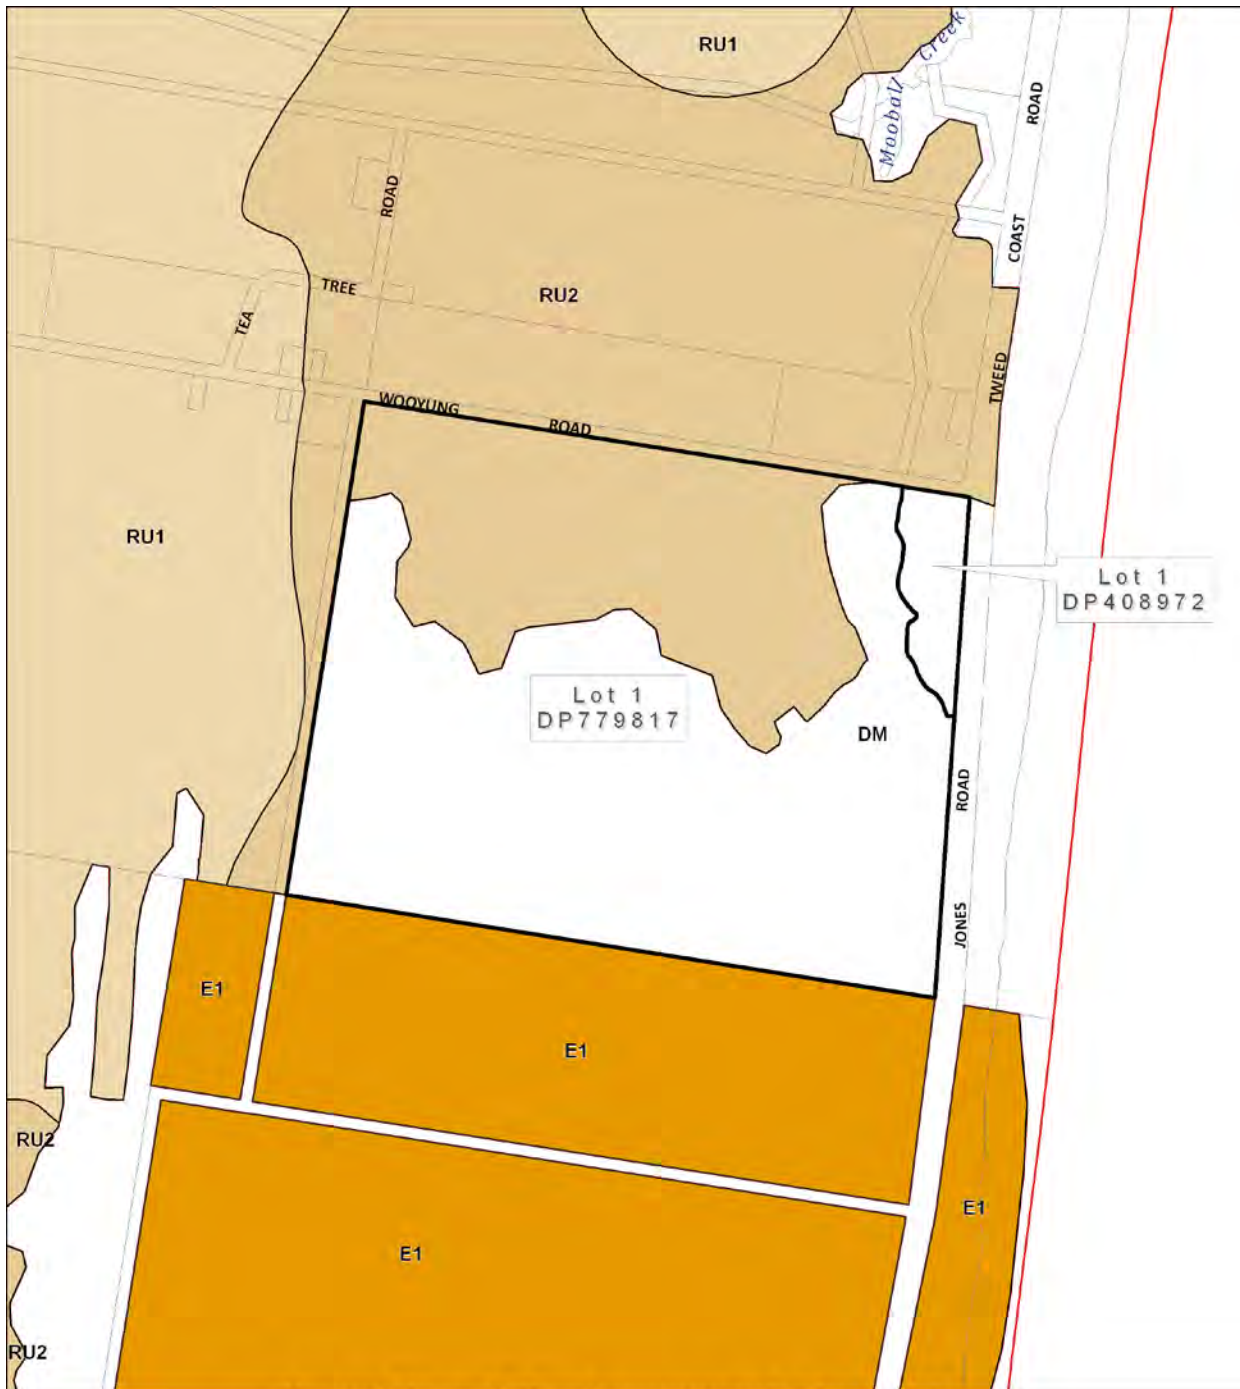 RU1
Mooball Creek
ROAD
ROAD
COAST
TREE
RU2
TEA
TWEED
WOOYUNG
ROAD
RU1
Lot 1
DP408972
Lot 1
DP779817
DM
ROAD
JONES
E1
E1
RU2
E1
E1
RU2